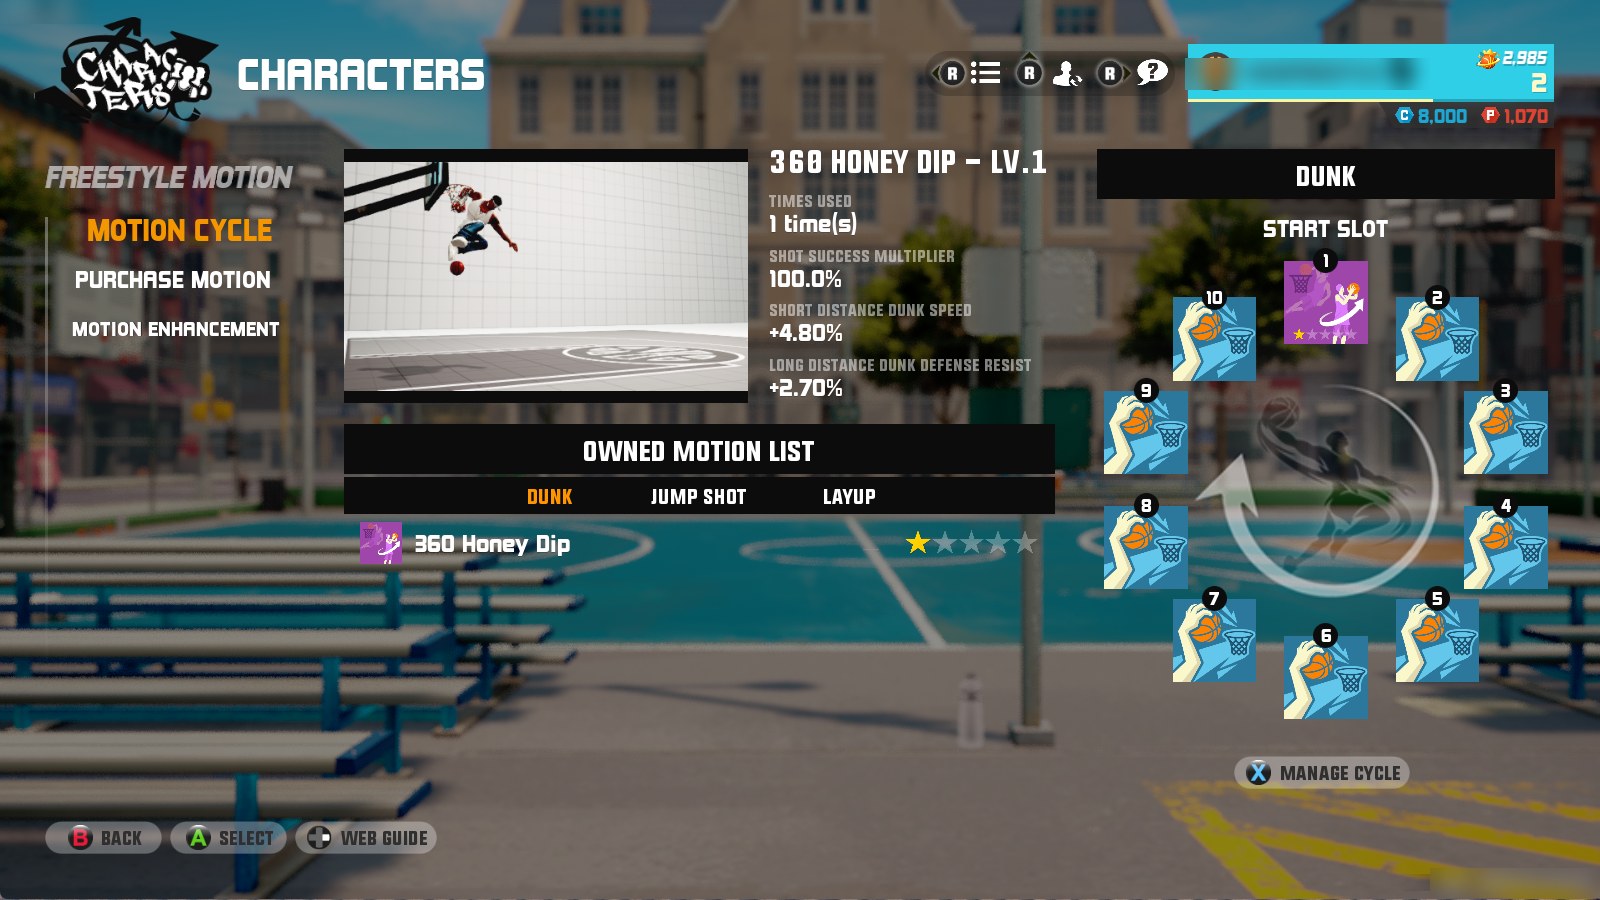 CHARACTERS!!!
CHARACTERS
R R R ?
2,985
2
C 8,000 P 1,070
FREESTYLE MOTION
MOTION CYCLE
PURCHASE MOTION
MOTION ENHANCEMENT
360 HONEY DIP - LV.1
TIMES USED
1 time(s)
SHOT SUCCESS MULTIPLIER
100.0%
SHORT DISTANCE DUNK SPEED
+4.80%
LONG DISTANCE DUNK DEFENSE RESIST
+2.70%
OWNED MOTION LIST
DUNK JUMP SHOT LAYUP
360 Honey Dip
DUNK
START SLOT
1
2
3
4
5
6
7
8
9
10
X MANAGE CYCLE
B BACK A SELECT WEB GUIDE